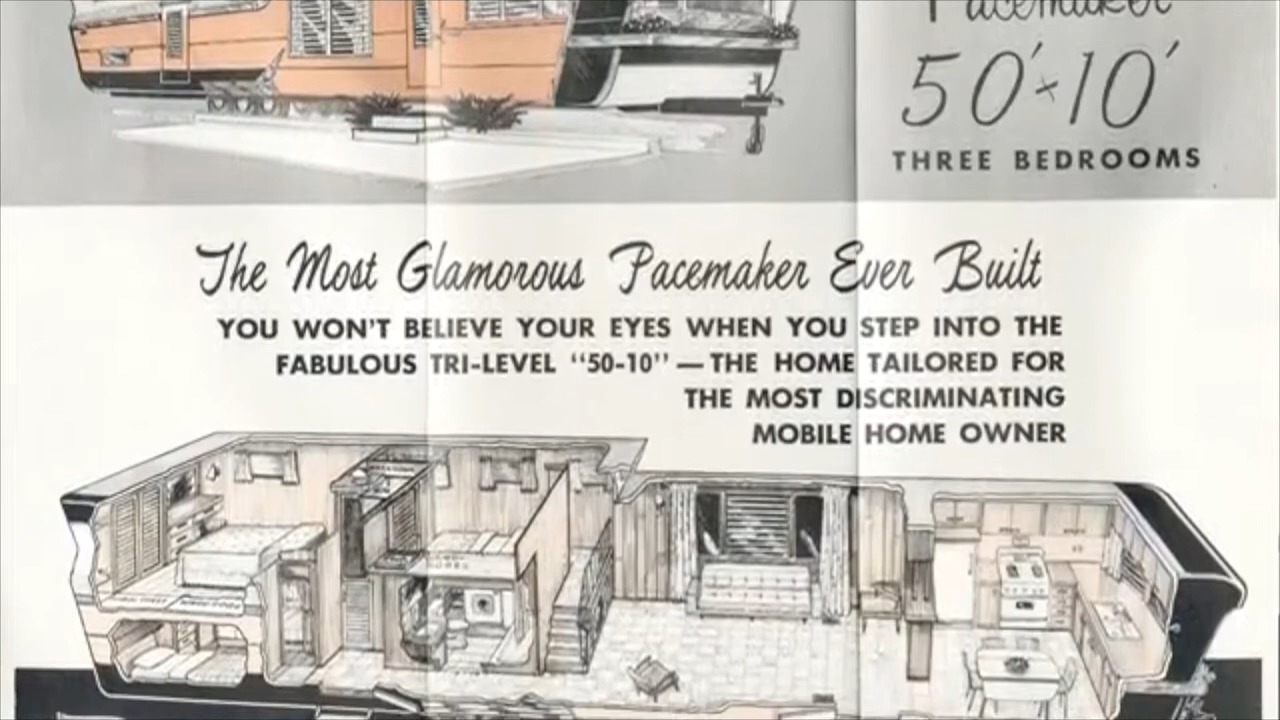 Pacemaker
50' x 10'
THREE BEDROOMS
The Most Glamorous Pacemaker Ever Built
YOU WON'T BELIEVE YOUR EYES WHEN YOU STEP INTO THE
FABULOUS TRI-LEVEL "50-10" — THE HOME TAILORED FOR
THE MOST DISCRIMINATING
MOBILE HOME OWNER